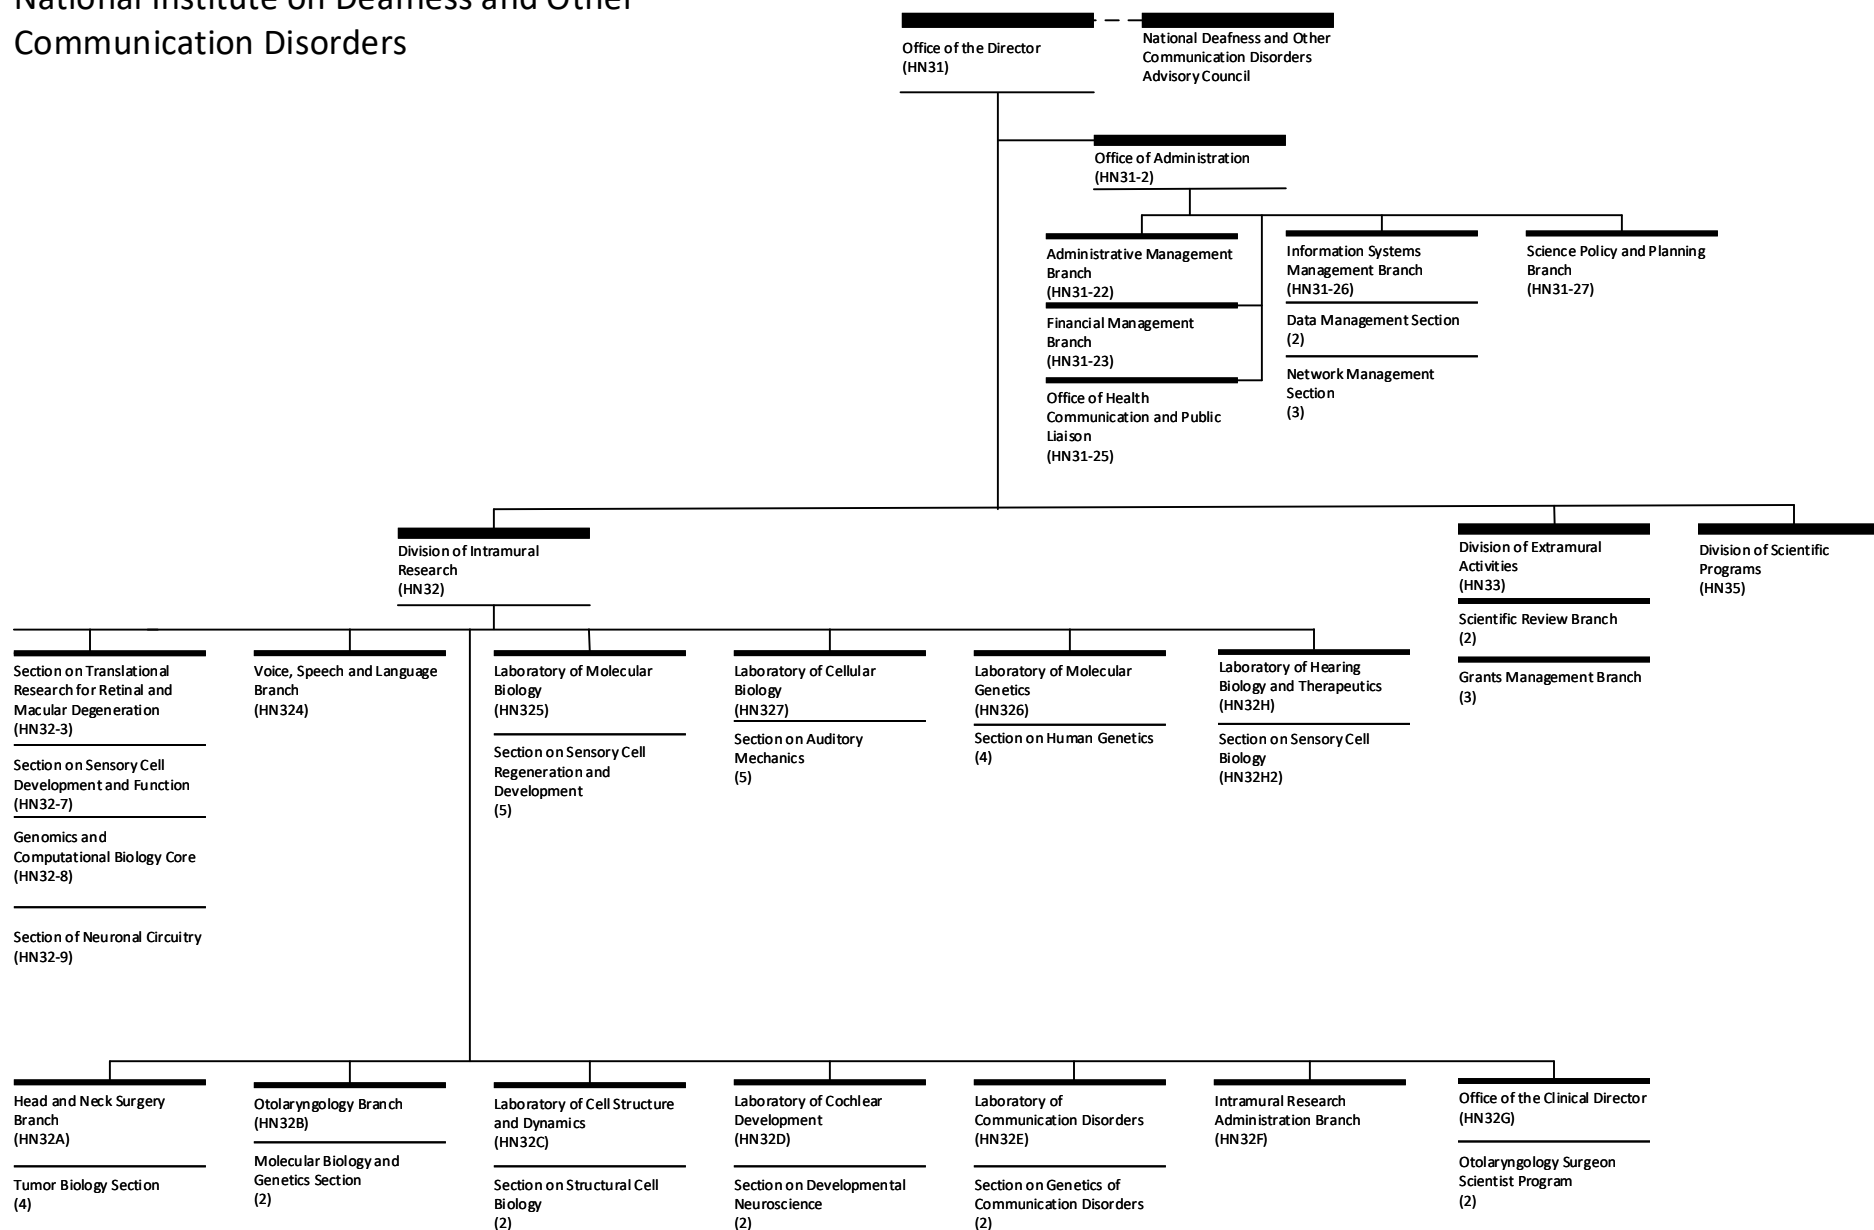 National Institute on Deafness and Other
Communication Disorders
Office of the Director
(HN31)
National Deafness and Other
Communication Disorders
Advisory Council
Office of Administration
(HN31-2)
Administrative Management
Branch
(HN31-22)
Financial Management
Branch
(HN31-23)
Office of Health
Communication and Public
Liaison
(HN31-25)
Information Systems
Management Branch
(HN31-26)
Data Management Section
(2)
Network Management
Section
(3)
Science Policy and Planning
Branch
(HN31-27)
Division of Intramural
Research
(HN32)
Division of Extramural
Activities
(HN33)
Scientific Review Branch
(2)
Grants Management Branch
(3)
Division of Scientific
Programs
(HN35)
Section on Translational
Research for Retinal and
Macular Degeneration
(HN32-3)
Section on Sensory Cell
Development and Function
(HN32-7)
Genomics and
Computational Biology Core
(HN32-8)
Section of Neuronal Circuitry
(HN32-9)
Voice, Speech and Language
Branch
(HN324)
Laboratory of Molecular
Biology
(HN325)
Section on Sensory Cell
Regeneration and
Development
(5)
Laboratory of Cellular
Biology
(HN327)
Section on Auditory
Mechanics
(5)
Laboratory of Molecular
Genetics
(HN326)
Section on Human Genetics
(4)
Laboratory of Hearing
Biology and Therapeutics
(HN32H)
Section on Sensory Cell
Biology
(HN32H2)
Head and Neck Surgery
Branch
(HN32A)
Tumor Biology Section
(4)
Otolaryngology Branch
(HN32B)
Molecular Biology and
Genetics Section
(2)
Laboratory of Cell Structure
and Dynamics
(HN32C)
Section on Structural Cell
Biology
(2)
Laboratory of Cochlear
Development
(HN32D)
Section on Developmental
Neuroscience
(2)
Laboratory of
Communication Disorders
(HN32E)
Section on Genetics of
Communication Disorders
(2)
Intramural Research
Administration Branch
(HN32F)
Office of the Clinical Director
(HN32G)
Otolaryngology Surgeon
Scientist Program
(2)